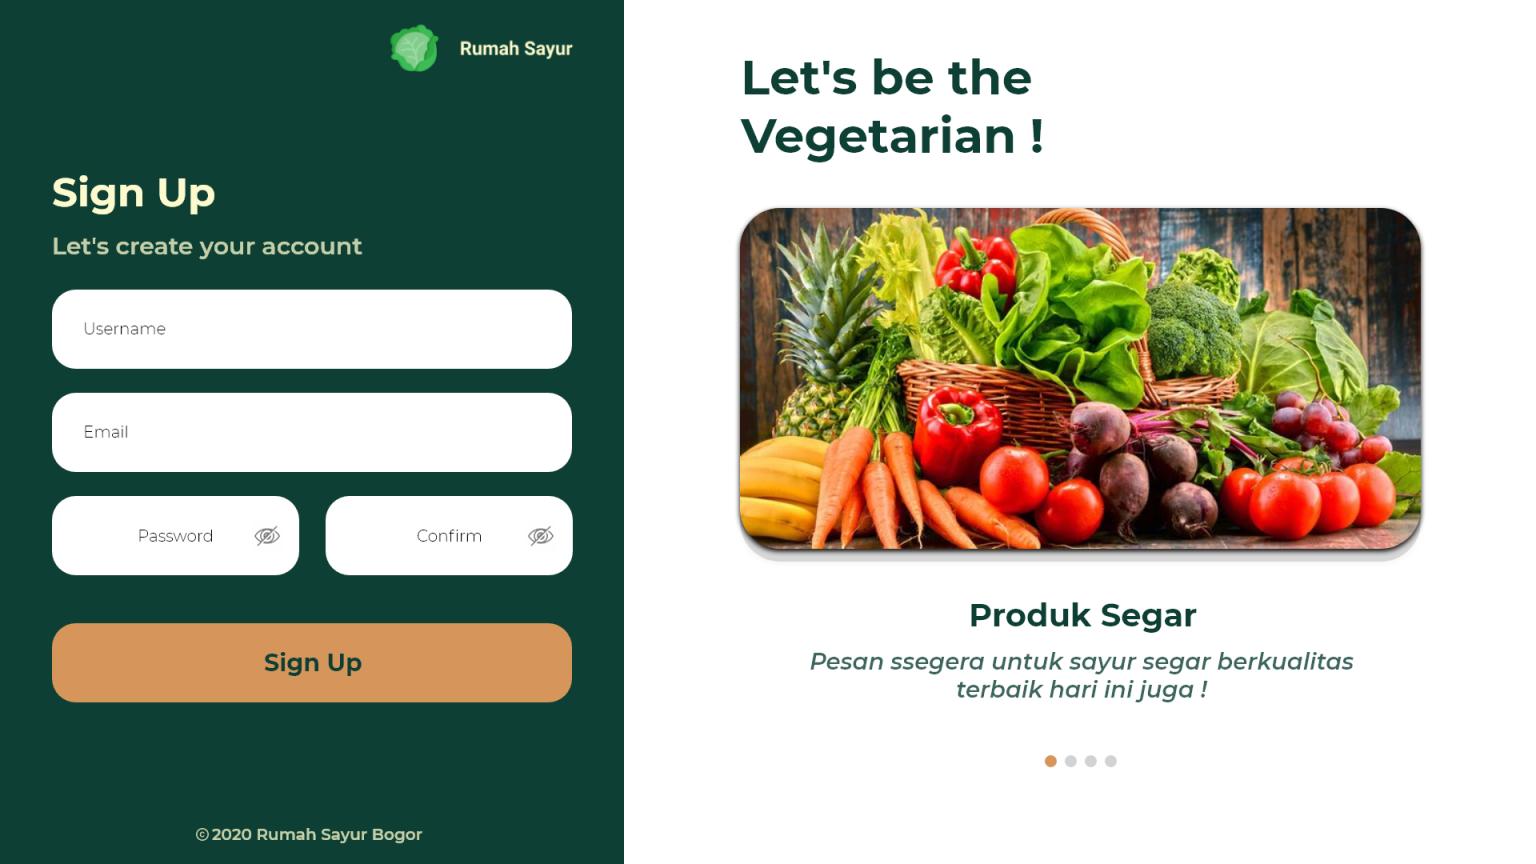 Rumah Sayur
Sign Up
Let's create your account
Username
Email
Password
Confirm
Sign Up
© 2020 Rumah Sayur Bogor
Let's be the
Vegetarian !
Produk Segar
Pesan ssegera untuk sayur segar berkualitas
terbaik hari ini juga !